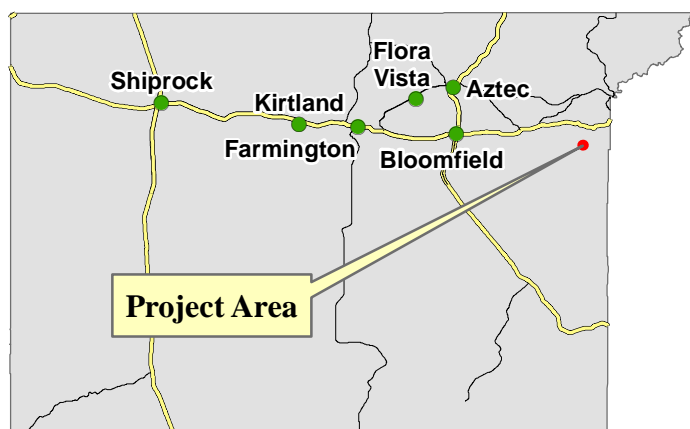 Flora
Vista
Shiprock
Aztec
Kirtland
Farmington
Bloomfield
Project Area